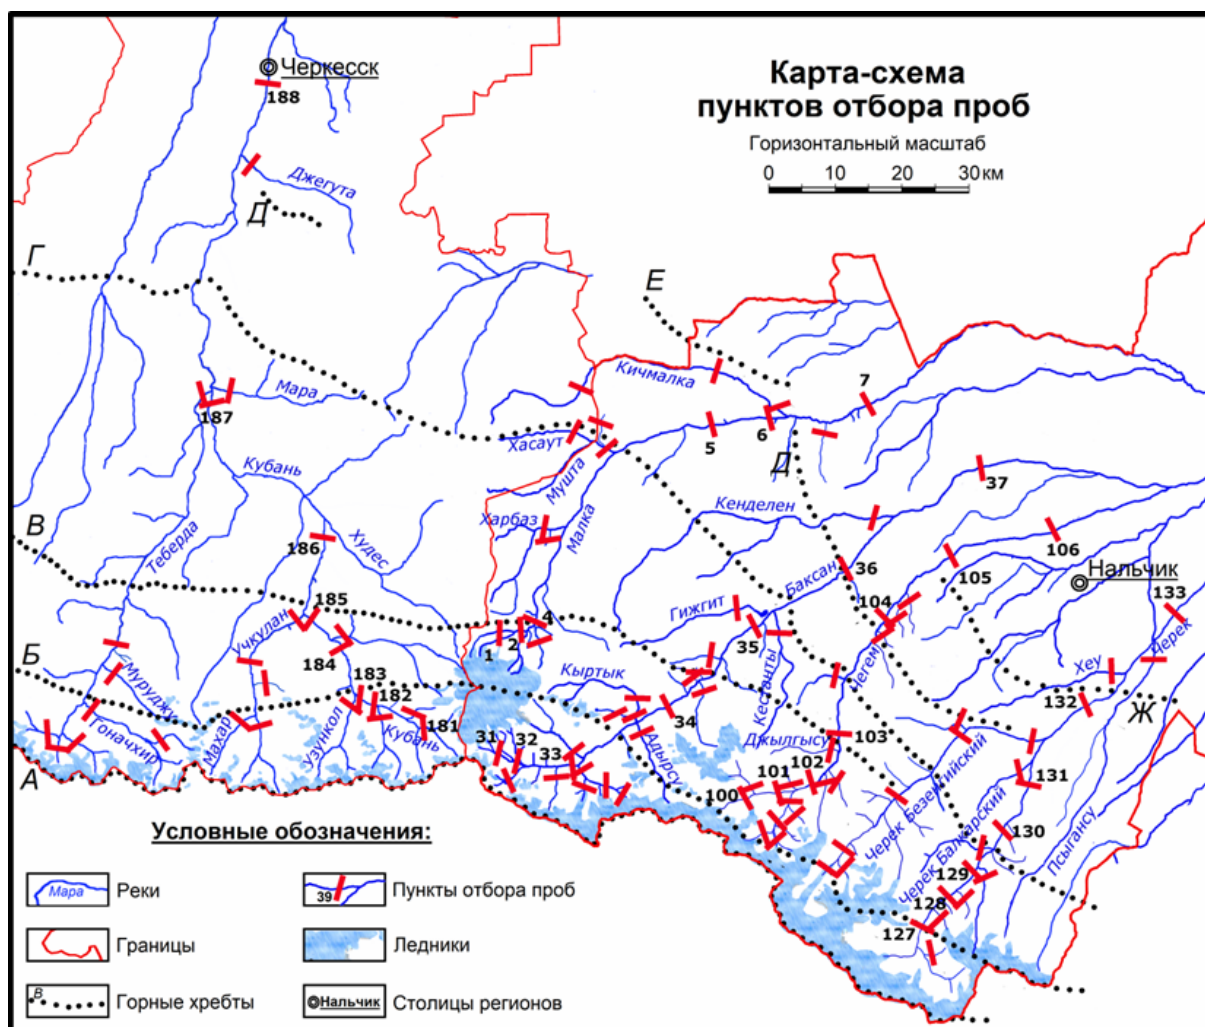 Черкесск
188
Карта-схема
пунктов отбора проб
Горизонтальный масштаб
0 10 20 30 км
Джегута
Д
Г
Е
Кичмалка
7
Мара
187
6
5
Хасаут
Д
Мушта
37
Кубань
Кенделен
Харбаз
Малка
В
Теберда
186
Худес
106
36
Баксан
105
Нальчик
185
Гижгит
104
133
Учкулан
4
2
1
35
Черек
184
Чегем
Б
Муруджу
Кыртык
Хеу
183
Кестанты
182
132
Ж
34
Гоначхир
Махар
Узункол
181
Кубань
31
32
33
Адырсу
Джылгысу
103
А
102
101
100
131
Черек Безенгийский
130
Псыгансу
Черек Балкарский
129
128
127
Условные обозначения:
Мара
Реки
39
Пункты отбора проб
Границы
Ледники
В
Горные хребты
Нальчик
Столицы регионов